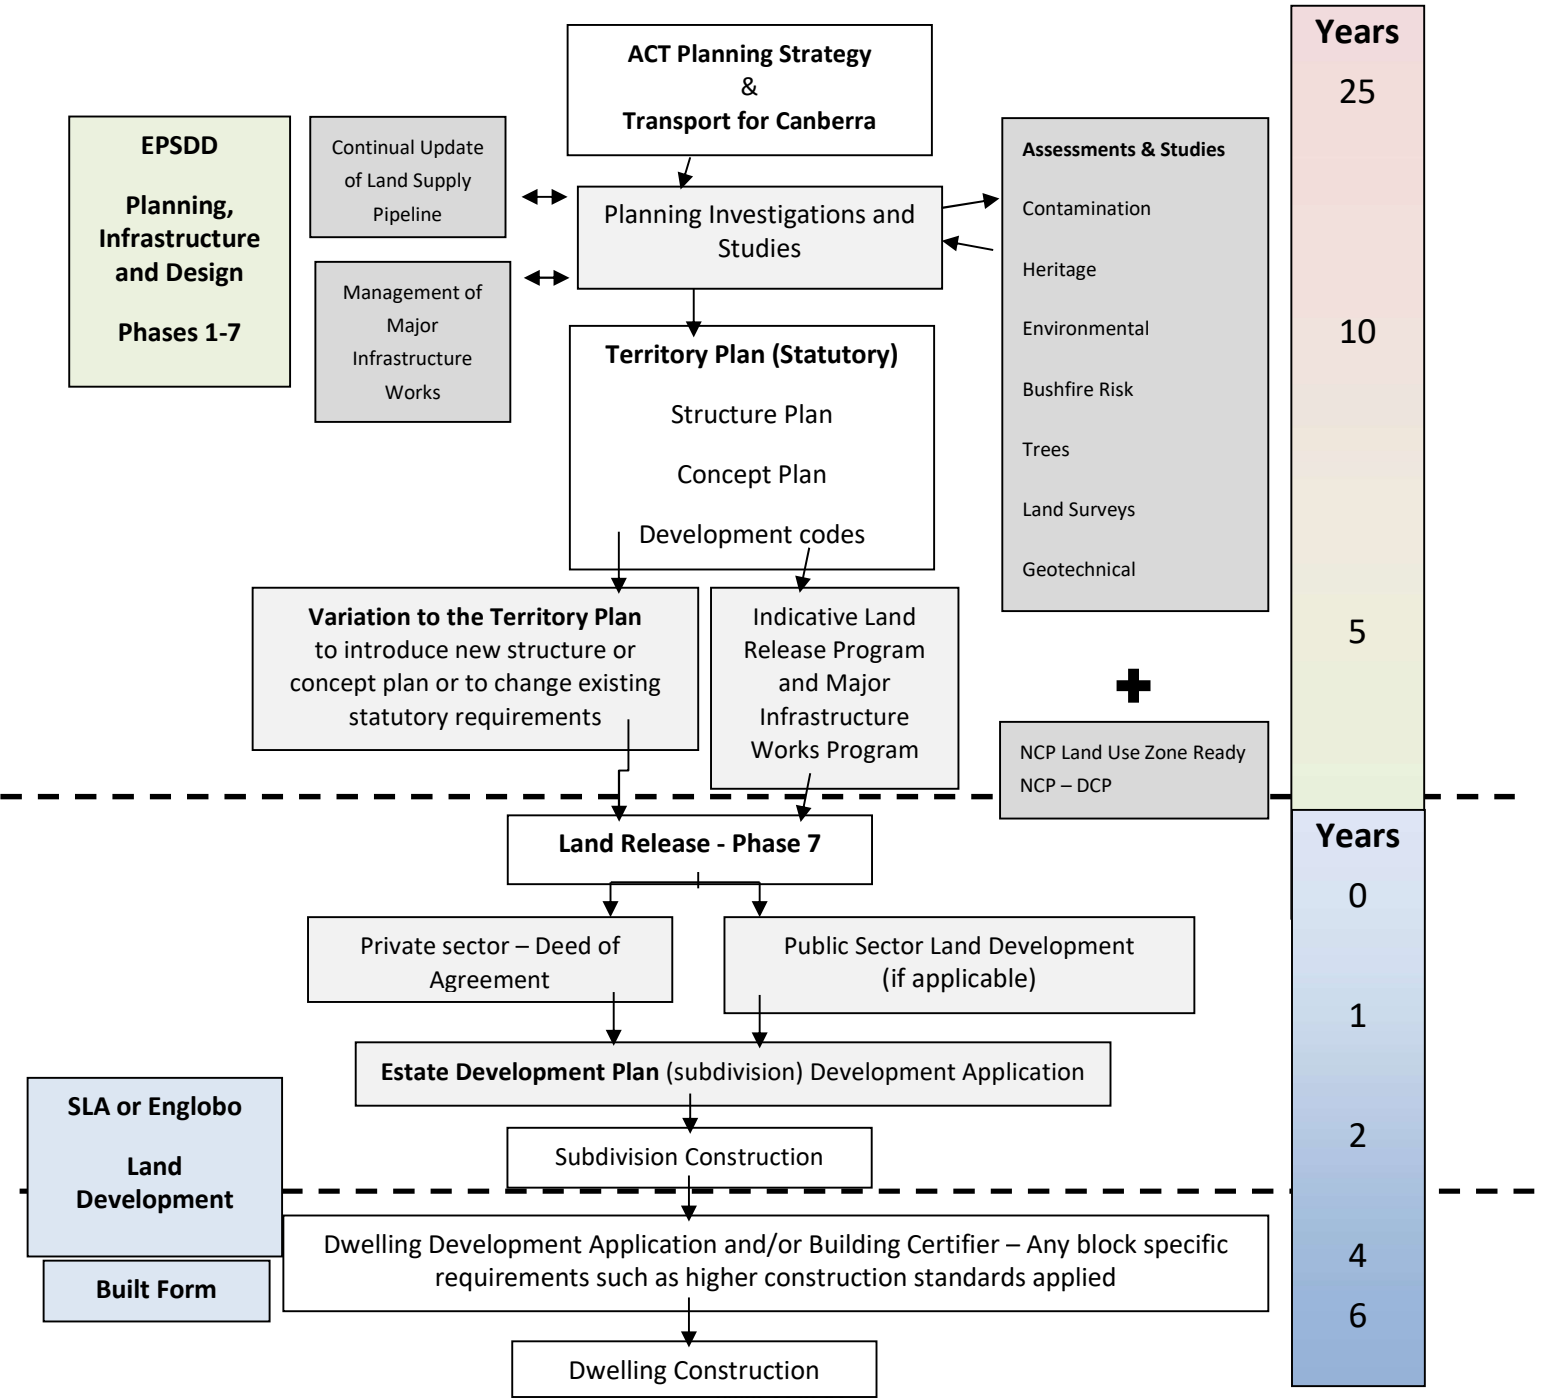 ACT Planning Strategy
&
Transport for Canberra
EPSDD
Planning,
Infrastructure
and Design
Phases 1-7
Continual Update
of Land Supply
Pipeline
Management of
Major
Infrastructure
Works
Planning Investigations and
Studies
Assessments & Studies
Contamination
Heritage
Environmental
Bushfire Risk
Trees
Land Surveys
Geotechnical
Territory Plan (Statutory)
Structure Plan
Concept Plan
Development codes
Variation to the Territory Plan
to introduce new structure or
concept plan or to change existing
statutory requirements
Indicative Land
Release Program
and Major
Infrastructure
Works Program
NCP Land Use Zone Ready
NCP – DCP
Years
25
10
5
Land Release - Phase 7
Private sector – Deed of
Agreement
Public Sector Land Development
(if applicable)
Estate Development Plan (subdivision) Development Application
Subdivision Construction
SLA or Englobo
Land
Development
Built Form
Dwelling Development Application and/or Building Certifier – Any block specific
requirements such as higher construction standards applied
Dwelling Construction
Years
0
1
2
4
6